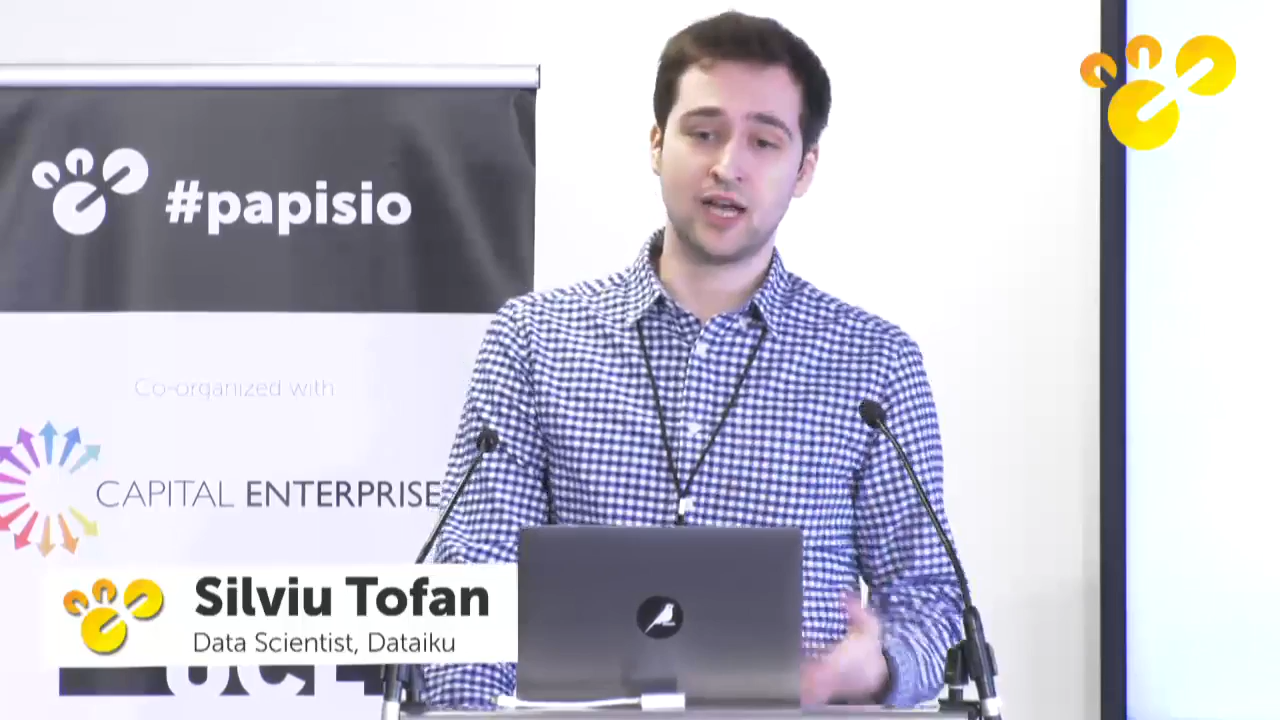 #papisio
Co-organized with
CAPITAL ENTERPRISE
Silviu Tofan
Data Scientist, Dataiku